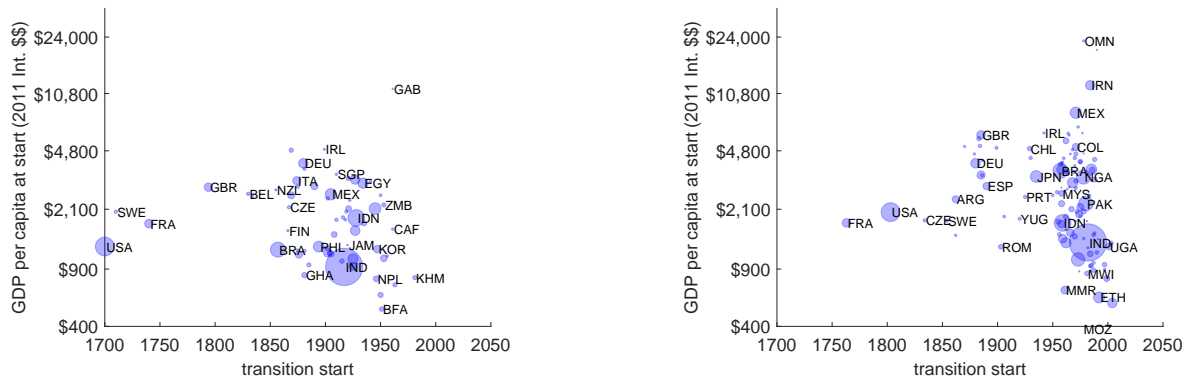 GDP per capita at start (2011 Int. $$)
$24,000
$10,800
$4,800
$2,100
$900
$400
GAB
IRL
DEU
SGP
ITA
EGY
GBR
BEL
NZL
MEX
ZMB
CZE
SWE
IDN
FRA
FIN
CAF
USA
BRA
PHL
JAM
KOR
IND
GHA
NPL
KHM
BFA
1700 1750 1800 1850 1900 1950 2000 2050
transition start
GDP per capita at start (2011 Int. $$)
$24,000
$10,800
$4,800
$2,100
$900
$400
OMN
IRN
MEX
GBR
IRL
CHL
COL
DEU
BRA
JPN
NGA
ESP
ARG
PRT
MYS
PAK
USA
FRA
CZE
SWE
YUG
IDN
ROM
IND
UGA
MWI
MMR
ETH
MOZ
1700 1750 1800 1850 1900 1950 2000 2050
transition start